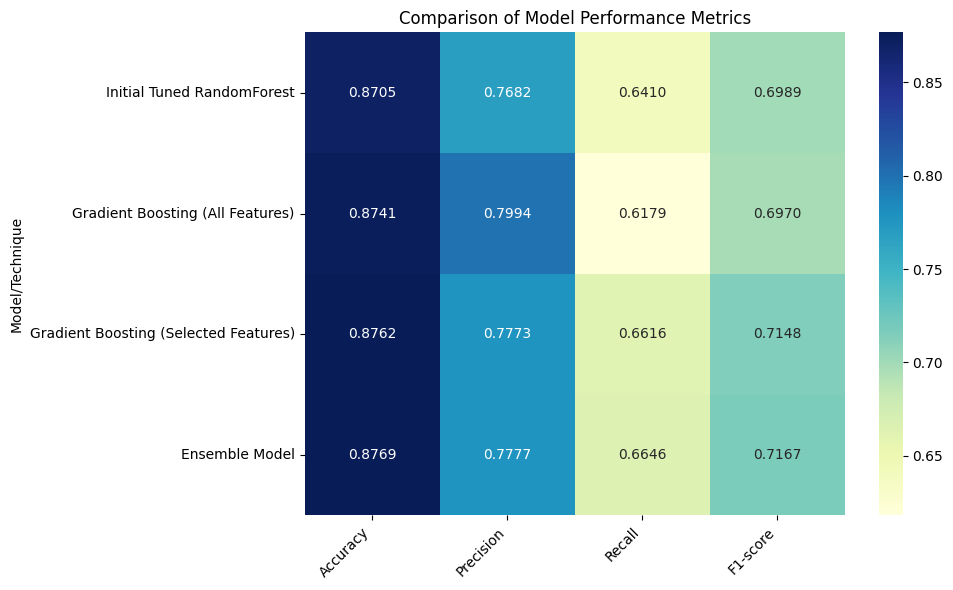 Comparison of Model Performance Metrics
Model/Technique
Initial Tuned RandomForest 0.8705 0.7682 0.6410 0.6989
Gradient Boosting (All Features) 0.8741 0.7994 0.6179 0.6970
Gradient Boosting (Selected Features) 0.8762 0.7773 0.6616 0.7148
Ensemble Model 0.8769 0.7777 0.6646 0.7167
Accuracy Precision Recall F1-score
0.85
0.80
0.75
0.70
0.65